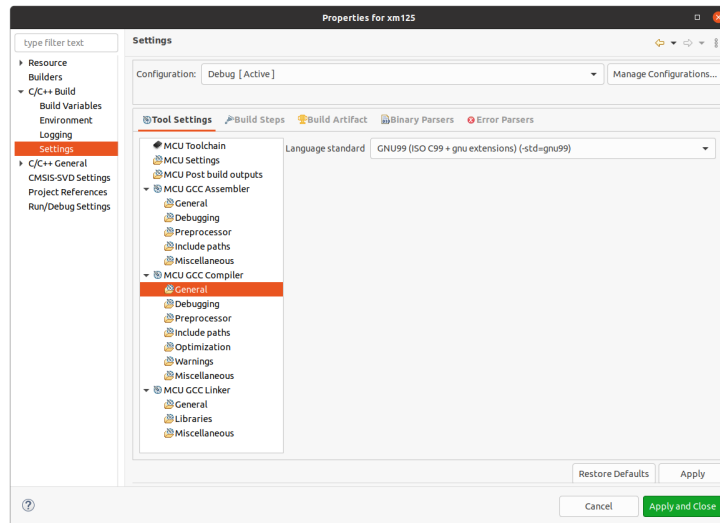 Properties for xm125
type filter text
Settings
Resource
Builders
C/C++ Build
Build Variables
Environment
Logging
Settings
C/C++ General
CMSIS-SVD Settings
Project References
Run/Debug Settings
Configuration:
Debug [ Active ]
Manage Configurations...
Tool Settings
Build Steps
Build Artifact
Binary Parsers
Error Parsers
MCU Toolchain
MCU Settings
MCU Post build outputs
MCU GCC Assembler
General
Debugging
Preprocessor
Include paths
Miscellaneous
MCU GCC Compiler
General
Debugging
Preprocessor
Include paths
Optimization
Warnings
Miscellaneous
MCU GCC Linker
General
Libraries
Miscellaneous
Language standard
GNU99 (ISO C99 + gnu extensions) (-std=gnu99)
Restore Defaults
Apply
Cancel
Apply and Close